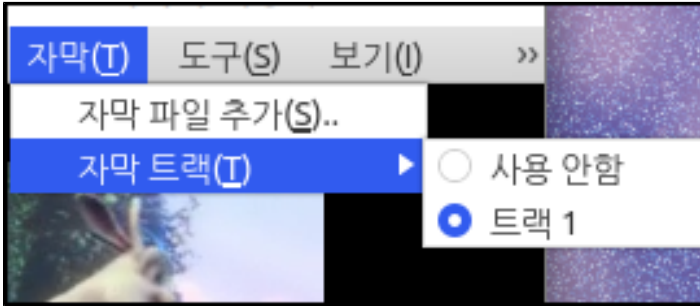 자막(T) 도구(S) 보기(I) »
자막 파일 추가(S)..
자막 트랙(T)
사용 안함
트랙 1